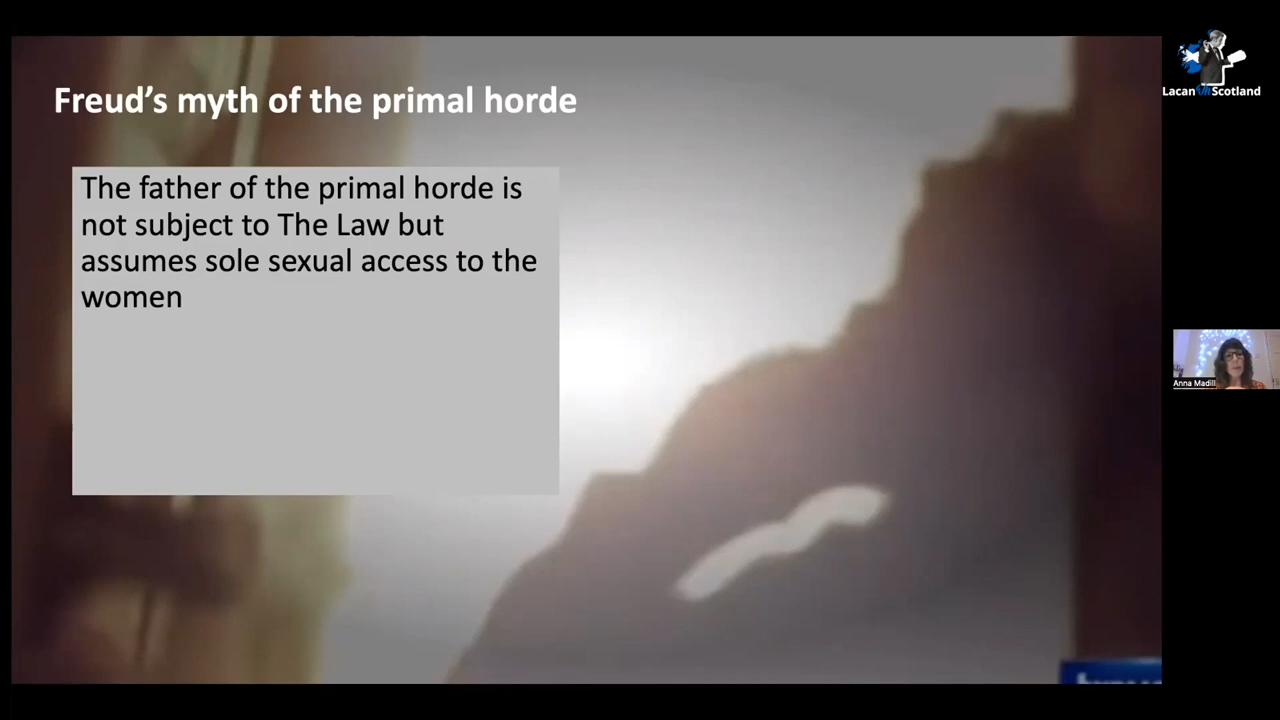 Freud's myth of the primal horde
The father of the primal horde is
not subject to The Law but
assumes sole sexual access to the
women
Lacan in Scotland
Anna Madill